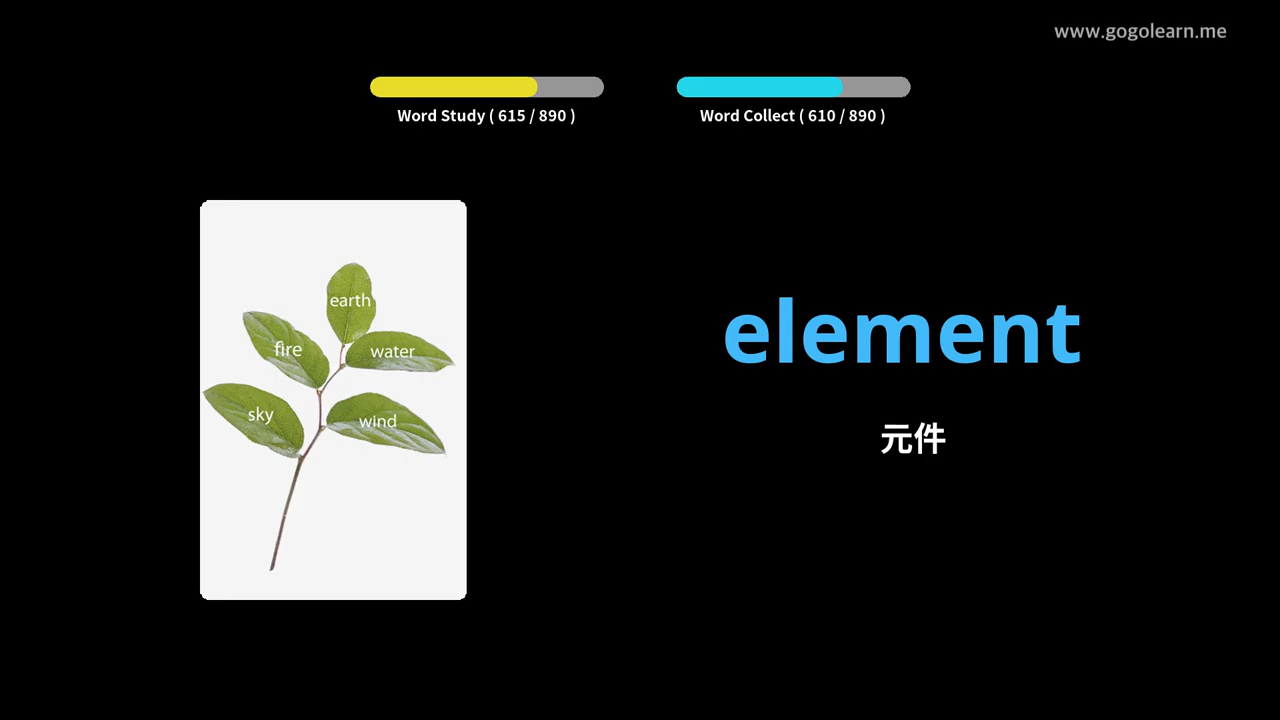 www.gogolearn.me
Word Study ( 615 / 890 )
Word Collect ( 610 / 890 )
earth
fire
water
sky
wind
element
元件